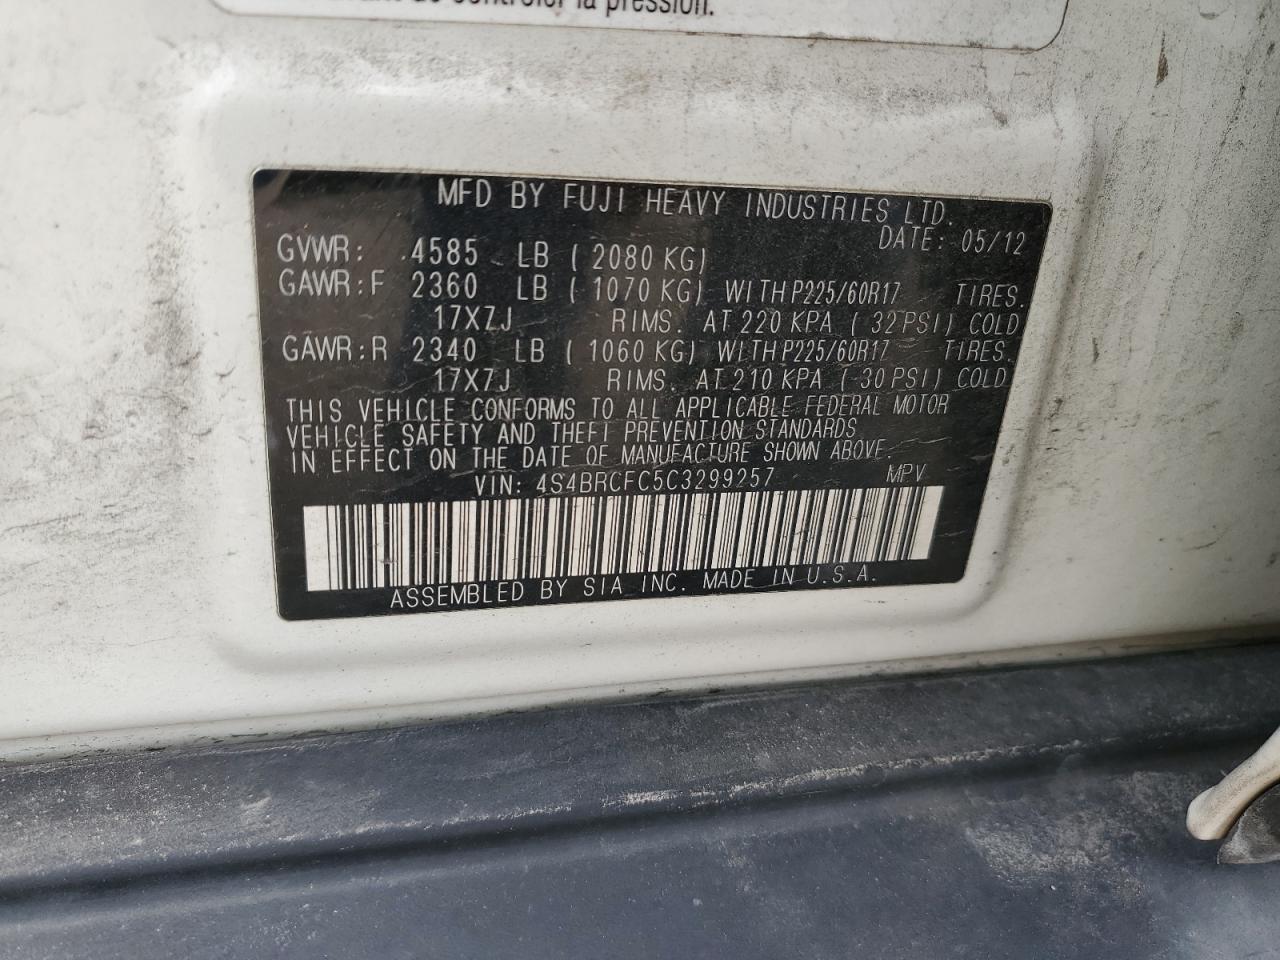 de contrôler la pression.
MFD BY FUJI HEAVY INDUSTRIES LTD.
DATE: 05/12
GVWR: 4585 LB ( 2080 KG)
GAWR:F 2360 LB ( 1070 KG) WITH P225/60R17 TIRES.
17X7J RIMS. AT 220 KPA ( 32 PSI) COLD
GAWR:R 2340 LB ( 1060 KG) WITH P225/60R17 TIRES.
17X7J RIMS. AT 210 KPA ( 30 PSI) COLD
THIS VEHICLE CONFORMS TO ALL APPLICABLE FEDERAL MOTOR
VEHICLE SAFETY AND THEFT PREVENTION STANDARDS
IN EFFECT ON THE DATE OF MANUFACTURE SHOWN ABOVE.
VIN: 4S4BRCFC5C3299257 MPV
ASSEMBLED BY SIA INC. MADE IN U.S.A.